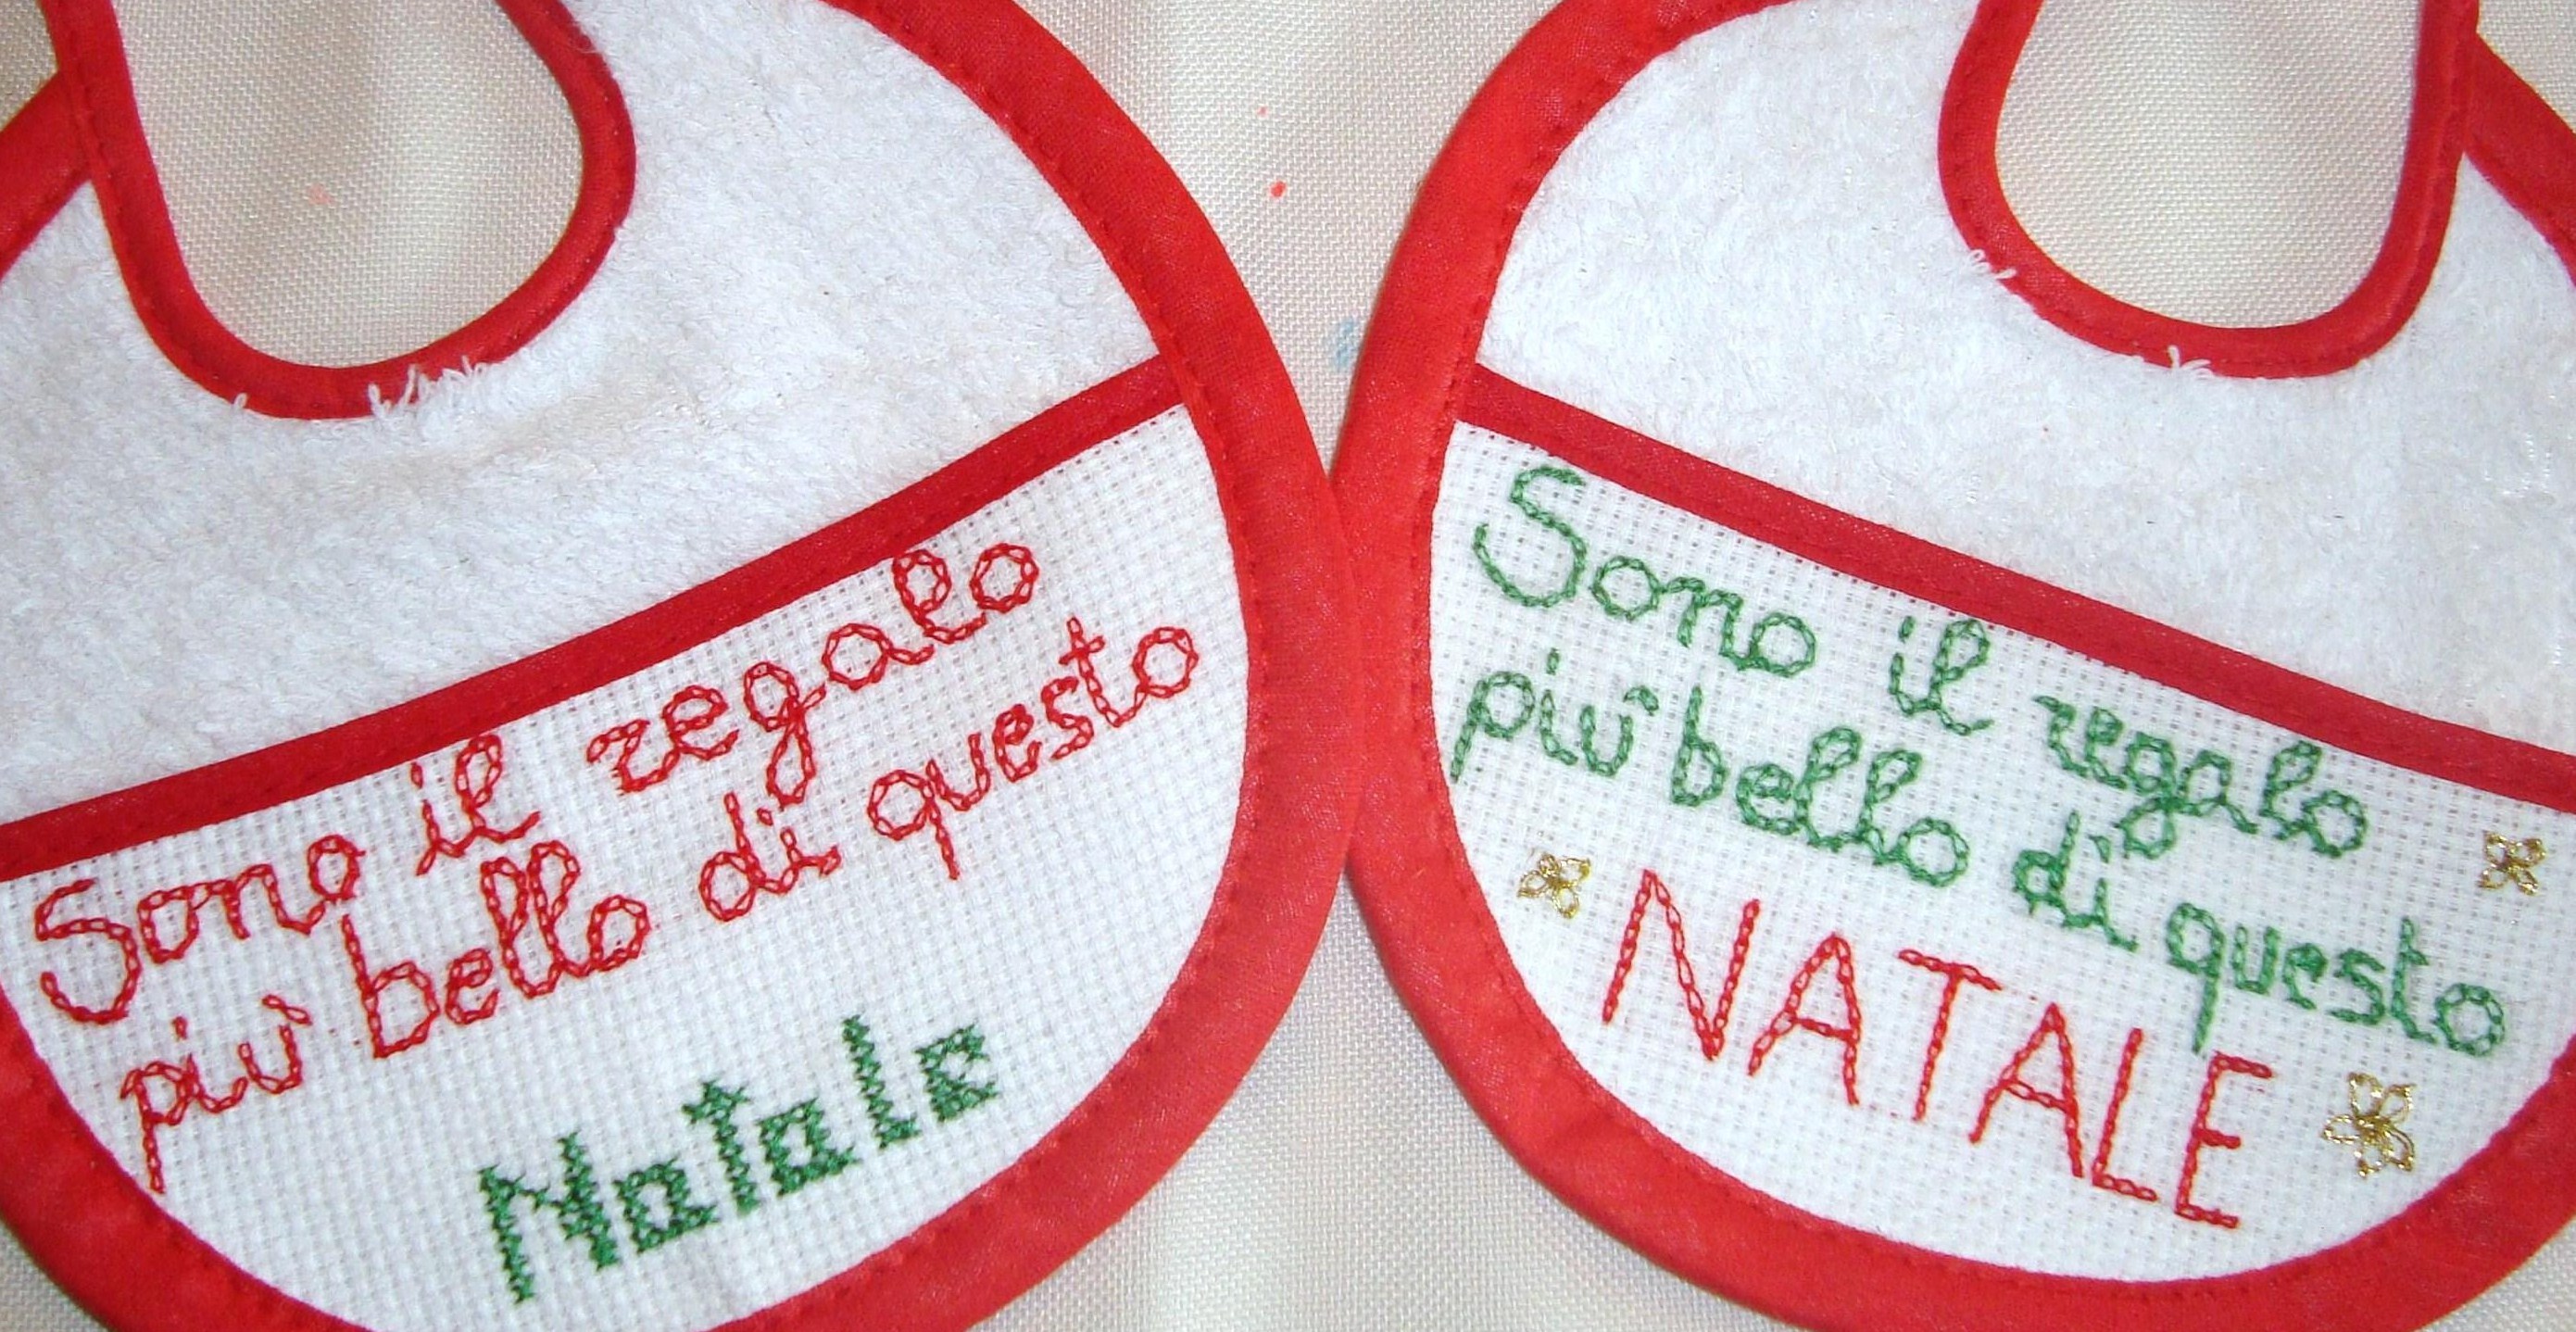 Sono il regalo
più bello di questo
Natale
Sono il regalo
più bello di questo
NATALE